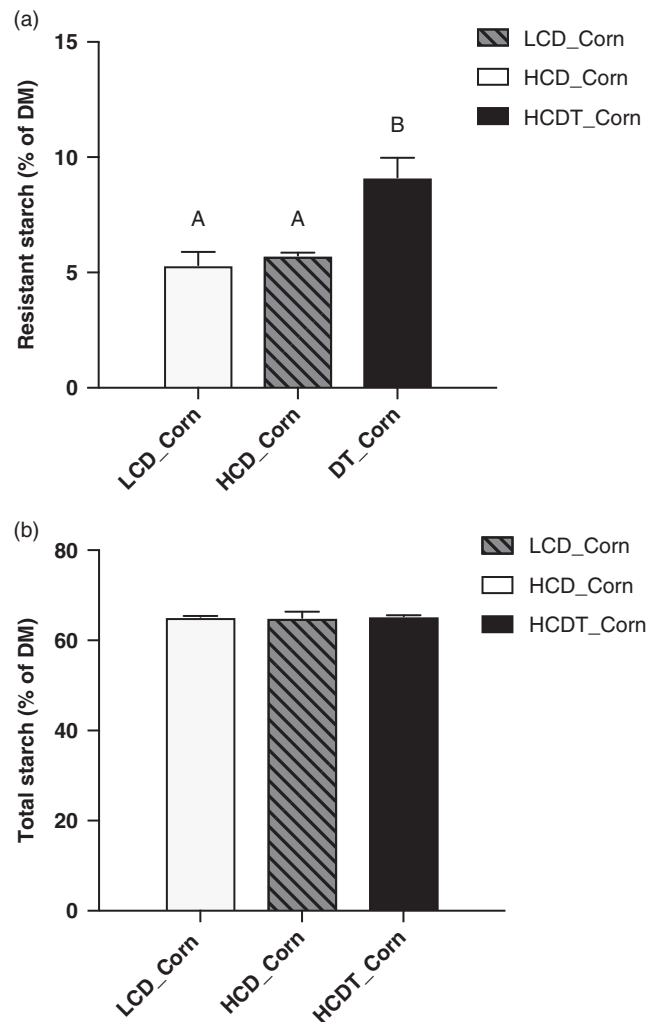 (a)
15
10
5
0
Resistant starch (% of DM)
A
A
B
LCD_Corn
HCD_Corn
DT_Corn
LCD_Corn
HCD_Corn
HCDT_Corn
(b)
80
60
40
20
0
Total starch (% of DM)
LCD_Corn
HCD_Corn
HCDT_Corn
LCD_Corn
HCD_Corn
HCDT_Corn